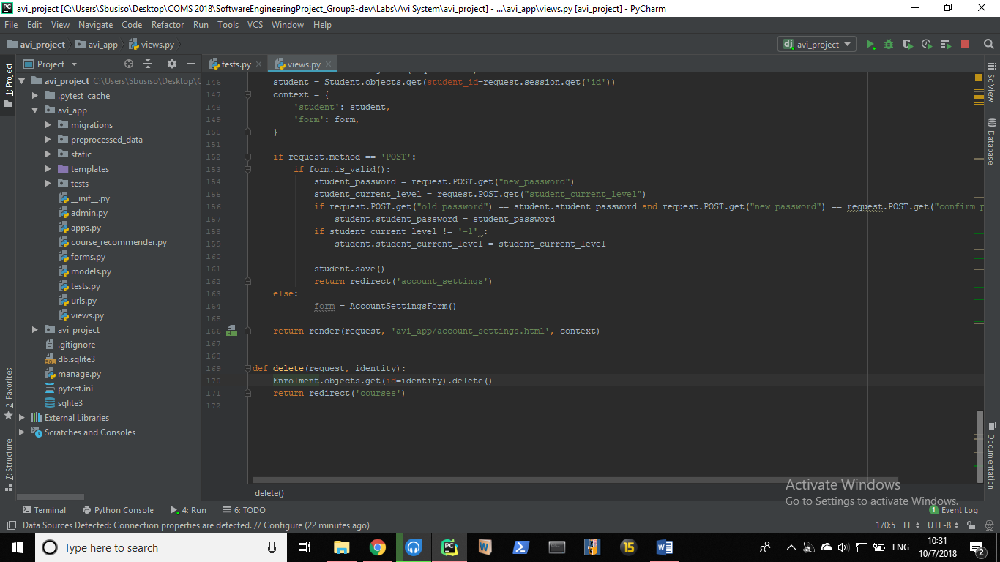 avi_project [C:\Users\Sbusiso\Desktop\COMS 2018\SoftwareEngineeringProject_Group3-dev\Labs\Avi System\avi_project] - ...\avi_app\views.py [avi_project] - PyCharm
File Edit View Navigate Code Refactor Run Tools VCS Window Help
avi_project avi_app views.py avi_project
Project tests.py views.py
1: Project
avi_project C:\Users\Sbusiso\Desktop\C
.pytest_cache
avi_app
migrations
preprocessed_data
static
templates
tests
__init__.py
admin.py
apps.py
course_recommender.py
forms.py
models.py
tests.py
urls.py
views.py
avi_project
.gitignore
db.sqlite3
manage.py
pytest.ini
sqlite3
External Libraries
Scratches and Consoles
2: Favorites
7: Structure
146 student = Student.objects.get(student_id=request.session.get('id'))
147 context = {
148 'student': student,
149 'form': form,
150 }
151
152 if request.method == 'POST':
153 if form.is_valid():
154 student_password = request.POST.get("new_password")
155 student_current_level = request.POST.get("student_current_level")
156 if request.POST.get("old_password") == student.student_password and request.POST.get("new_password") == request.POST.get("confirm_p
157 student.student_password = student_password
158 if student_current_level != '-1' :
159 student.student_current_level = student_current_level
160
161 student.save()
162 return redirect('account_settings')
163 else:
164 form = AccountSettingsForm()
165
166 return render(request, 'avi_app/account_settings.html', context)
167
168
169 def delete(request, identity):
170 Enrolment.objects.get(id=identity).delete()
171 return redirect('courses')
172
SciView
Database
Documentation
delete()
Activate Windows
Go to Settings to activate Windows.
Terminal Python Console 4: Run 6: TODO 1 Event Log
Data Sources Detected: Connection properties are detected. // Configure (22 minutes ago) 170:5 LF UTF-8
Type here to search
15
ENG
10:31
10/7/2018
2